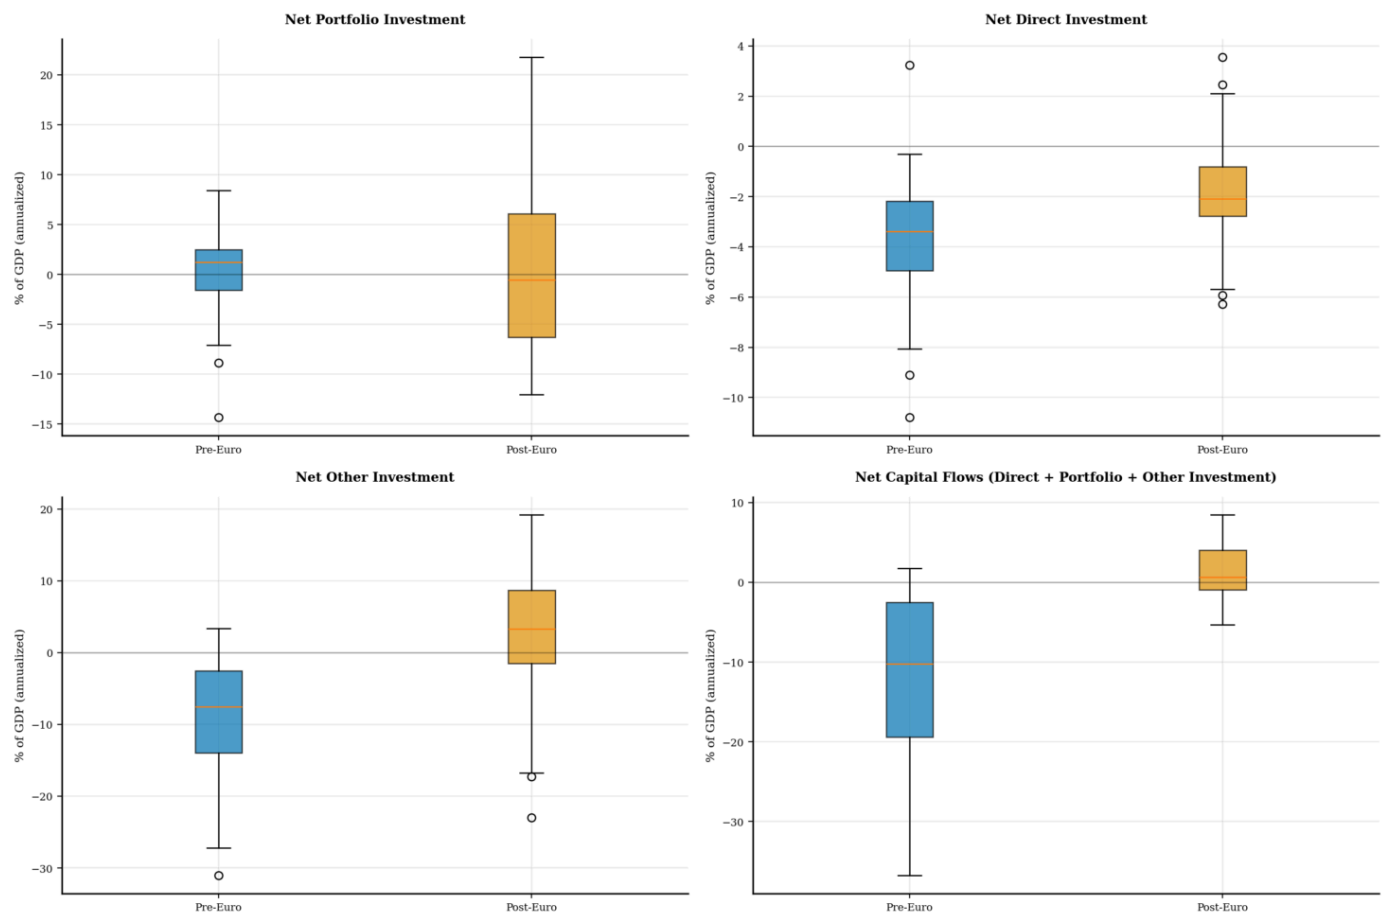 Net Portfolio Investment
% of GDP (annualized)
20
15
10
5
0
−5
−10
−15
Pre-Euro
Post-Euro
Net Direct Investment
% of GDP (annualized)
4
2
0
−2
−4
−6
−8
−10
Pre-Euro
Post-Euro
Net Other Investment
% of GDP (annualized)
20
10
0
−10
−20
−30
Pre-Euro
Post-Euro
Net Capital Flows (Direct + Portfolio + Other Investment)
% of GDP (annualized)
10
0
−10
−20
−30
Pre-Euro
Post-Euro